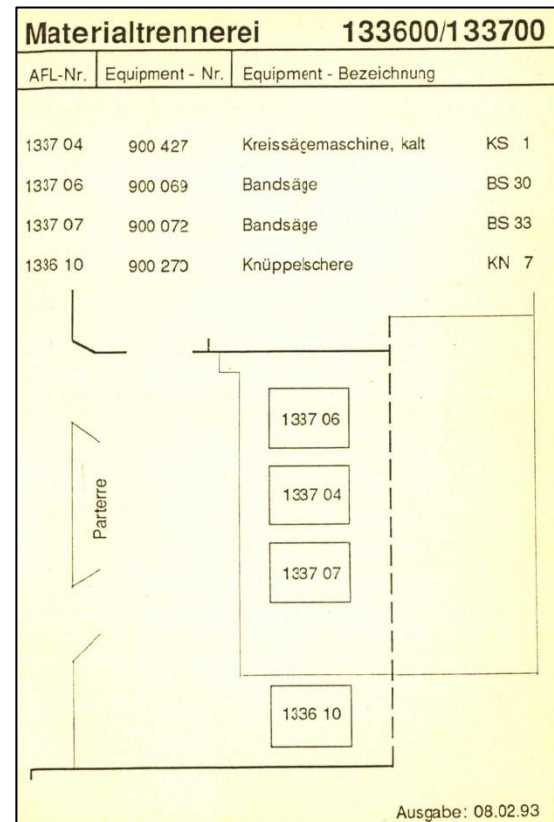 Materialtrennerei 133600/133700
AFL-Nr. Equipment - Nr. Equipment - Bezeichnung
1337 04 900 427 Kreissägemaschine, kalt KS 1
1337 06 900 069 Bandsäge BS 30
1337 07 900 072 Bandsäge BS 33
1336 10 900 270 Knüppelschere KN 7
1337 06
1337 04
Parterre
1337 07
1336 10
Ausgabe: 08.02.93